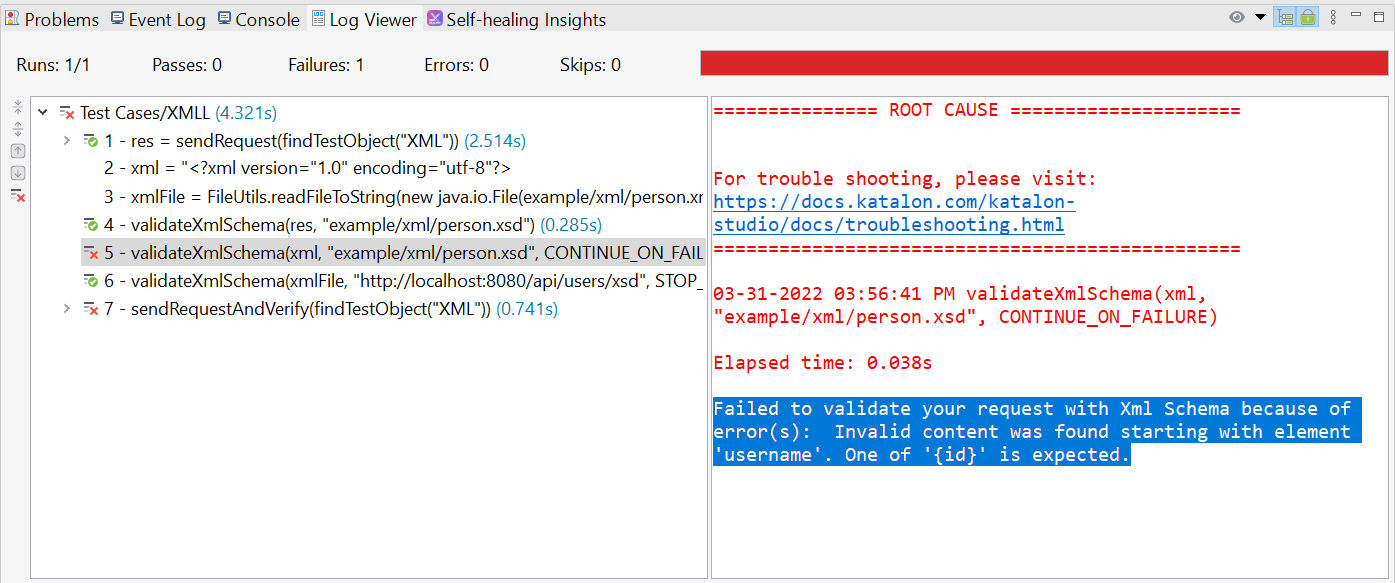 Problems Event Log Console Log Viewer Self-healing Insights
Runs: 1/1 Passes: 0 Failures: 1 Errors: 0 Skips: 0
Test Cases/XMLL (4.321s)
1 - res = sendRequest(findTestObject("XML")) (2.514s)
2 - xml = "<?xml version="1.0" encoding="utf-8"?>
3 - xmlFile = FileUtils.readFileToString(new java.io.File(example/xml/person.xr
4 - validateXmlSchema(res, "example/xml/person.xsd") (0.285s)
5 - validateXmlSchema(xml, "example/xml/person.xsd", CONTINUE_ON_FAIL
6 - validateXmlSchema(xmlFile, "http://localhost:8080/api/users/xsd", STOP_
7 - sendRequestAndVerify(findTestObject("XML")) (0.741s)
=============== ROOT CAUSE =====================
For trouble shooting, please visit:
https://docs.katalon.com/katalon-
studio/docs/troubleshooting.html
================================================
03-31-2022 03:56:41 PM validateXmlSchema(xml,
"example/xml/person.xsd", CONTINUE_ON_FAILURE)
Elapsed time: 0.038s
Failed to validate your request with Xml Schema because of
error(s):  Invalid content was found starting with element
'username'. One of '{id}' is expected.